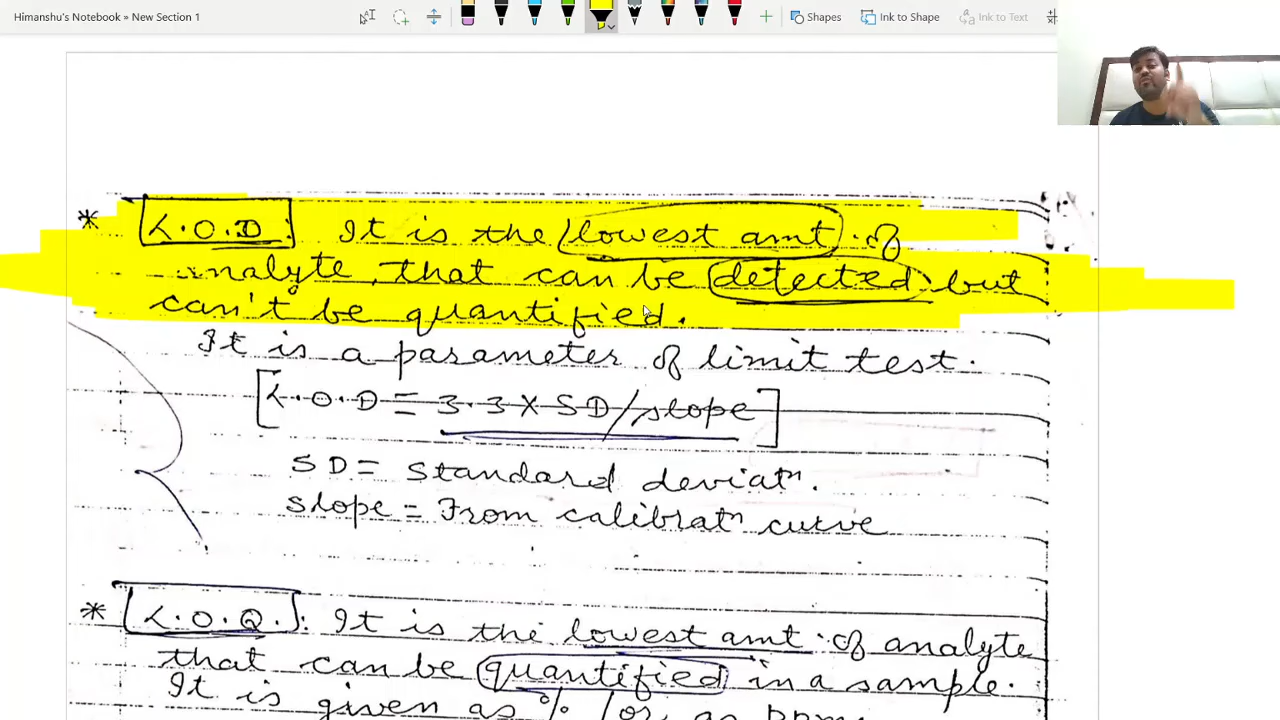 Himanshu's Notebook » New Section 1
Shapes
Ink to Shape
Ink to Text
* L.O.D : It is the lowest amt. of
analyte, that can be detected but
can't be quantified.
It is a parameter of limit test.
[L.O.D = 3.3 X SD/slope]
SD = Standard deviatⁿ.
slope = From calibratⁿ curve
* L.O.Q. : It is the lowest amt. of analyte
that can be quantified in a sample.
It is given as % /or as ppm.